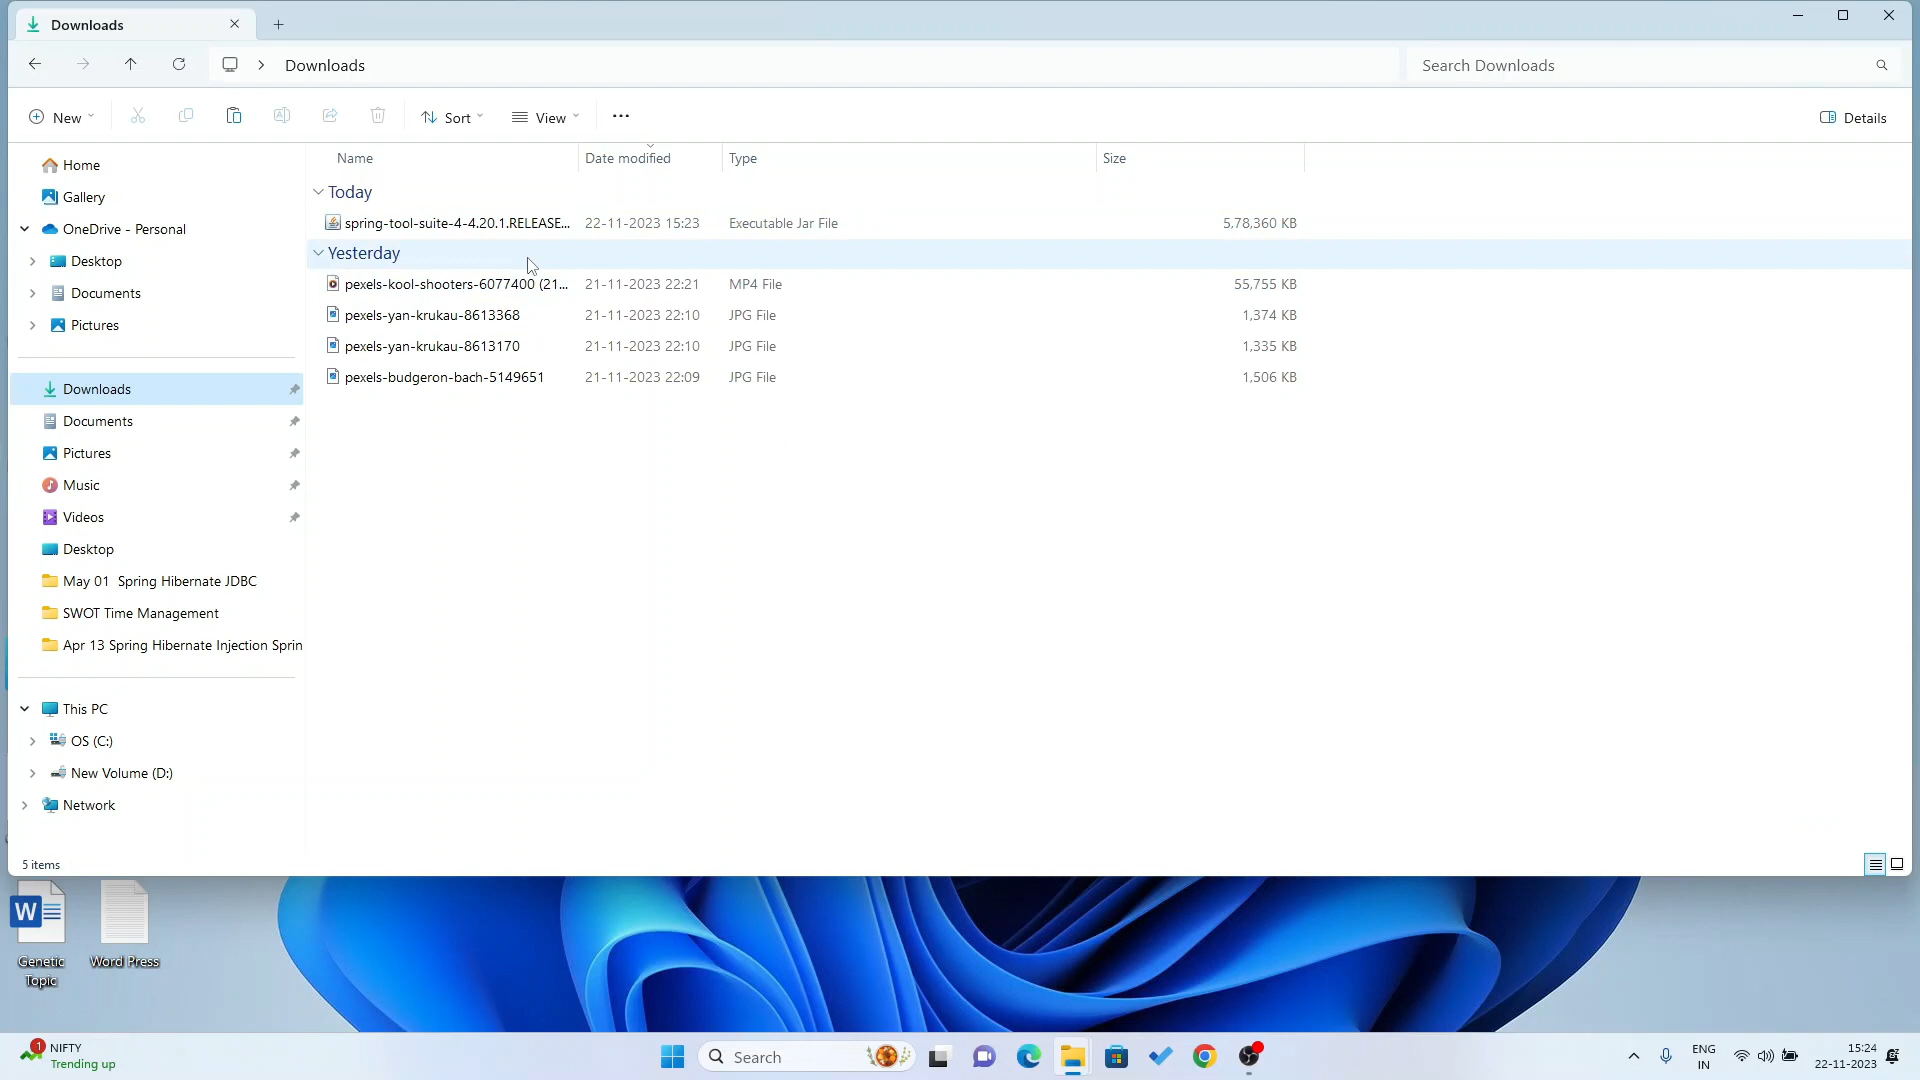 Downloads
Downloads
Search Downloads
New
Sort
View
Details
Home
Gallery
OneDrive - Personal
Desktop
Documents
Pictures
Downloads
Documents
Pictures
Music
Videos
Desktop
May 01  Spring Hibernate JDBC
SWOT Time Management
Apr 13 Spring Hibernate Injection Sprin
This PC
OS (C:)
New Volume (D:)
Network
Name Date modified Type Size
Today
spring-tool-suite-4-4.20.1.RELEASE... 22-11-2023 15:23 Executable Jar File 5,78,360 KB
Yesterday
pexels-kool-shooters-6077400 (21... 21-11-2023 22:21 MP4 File 55,755 KB
pexels-yan-krukau-8613368 21-11-2023 22:10 JPG File 1,374 KB
pexels-yan-krukau-8613170 21-11-2023 22:10 JPG File 1,335 KB
pexels-budgeron-bach-5149651 21-11-2023 22:09 JPG File 1,506 KB
5 items
W
Genetic
Topic
Word Press
1
NIFTY
Trending up
Search
ENG
IN
15:24
22-11-2023